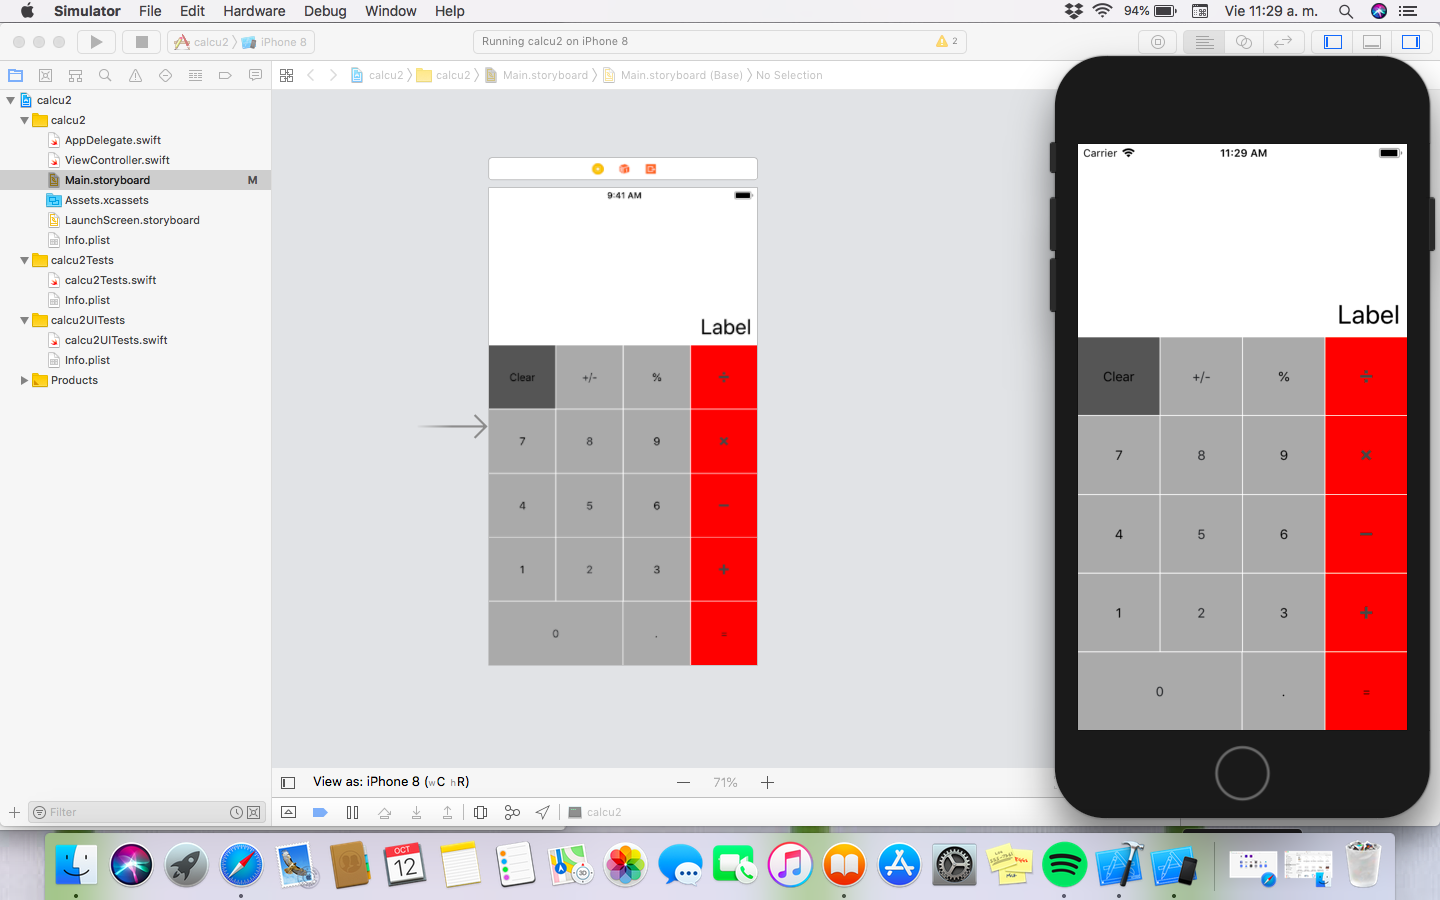 Simulator File Edit Hardware Debug Window Help 94% Vie 11:29 a. m.
calcu2 iPhone 8 Running calcu2 on iPhone 8 2
calcu2 calcu2 Main.storyboard Main.storyboard (Base) No Selection
calcu2
calcu2
AppDelegate.swift
ViewController.swift
Main.storyboard M
Assets.xcassets
LaunchScreen.storyboard
Info.plist
calcu2Tests
calcu2Tests.swift
Info.plist
calcu2UITests
calcu2UITests.swift
Info.plist
Products
Filter
9:41 AM
Label
Clear +/- % ÷
7 8 9 ×
4 5 6 −
1 2 3 +
0 . =
View as: iPhone 8 (wC hR) — 71% +
calcu2
Carrier 11:29 AM
Label
Clear +/- % ÷
7 8 9 ×
4 5 6 −
1 2 3 +
0 . =
OCT
12
3D